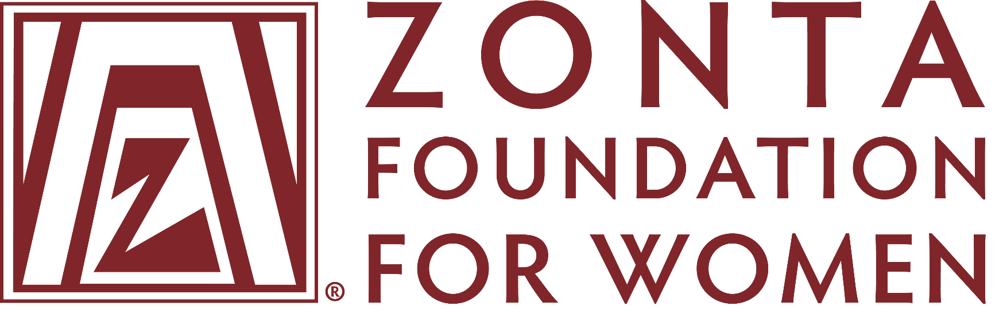 Z
®
ZONTA
FOUNDATION
FOR WOMEN